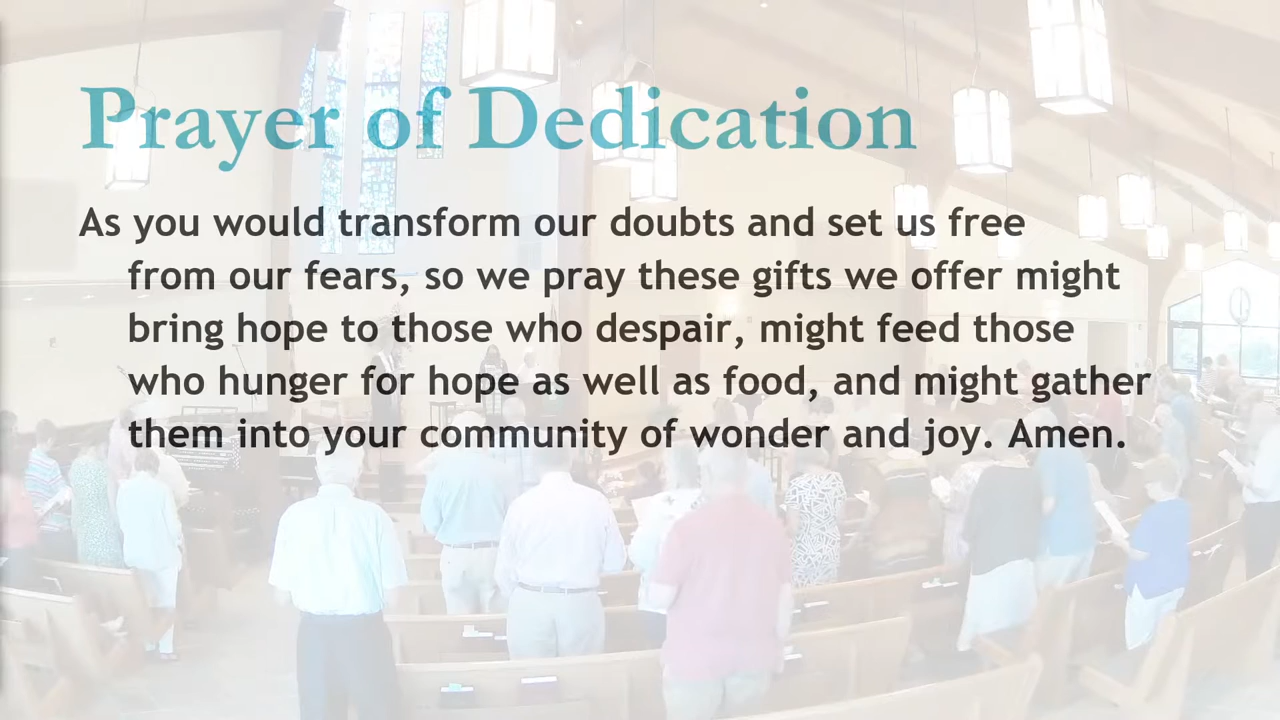 Prayer of Dedication
As you would transform our doubts and set us free
from our fears, so we pray these gifts we offer might
bring hope to those who despair, might feed those
who hunger for hope as well as food, and might gather
them into your community of wonder and joy. Amen.